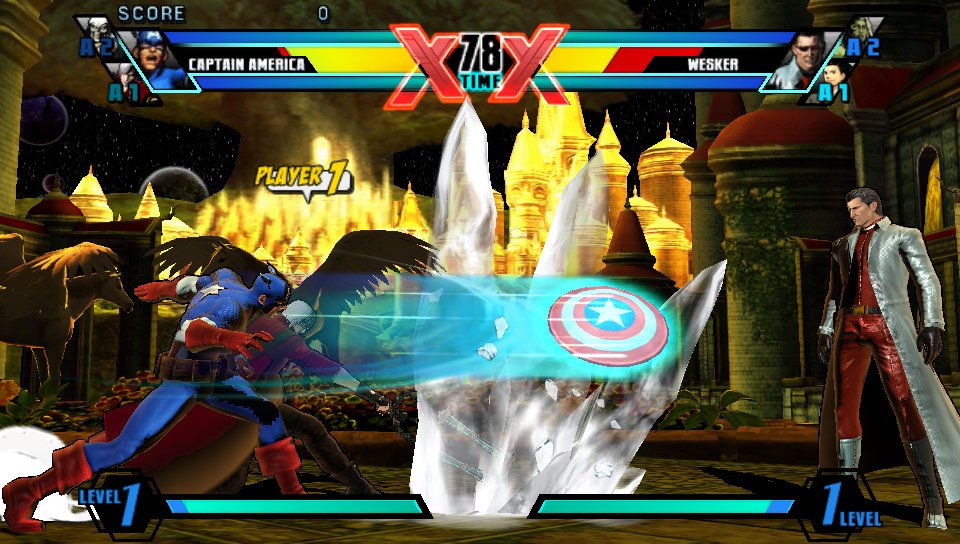 SCORE 0
A 2
A 2
CAPTAIN AMERICA
78
WESKER
TIME
A 1
A 1
PLAYER 1
LEVEL 1
1 LEVEL